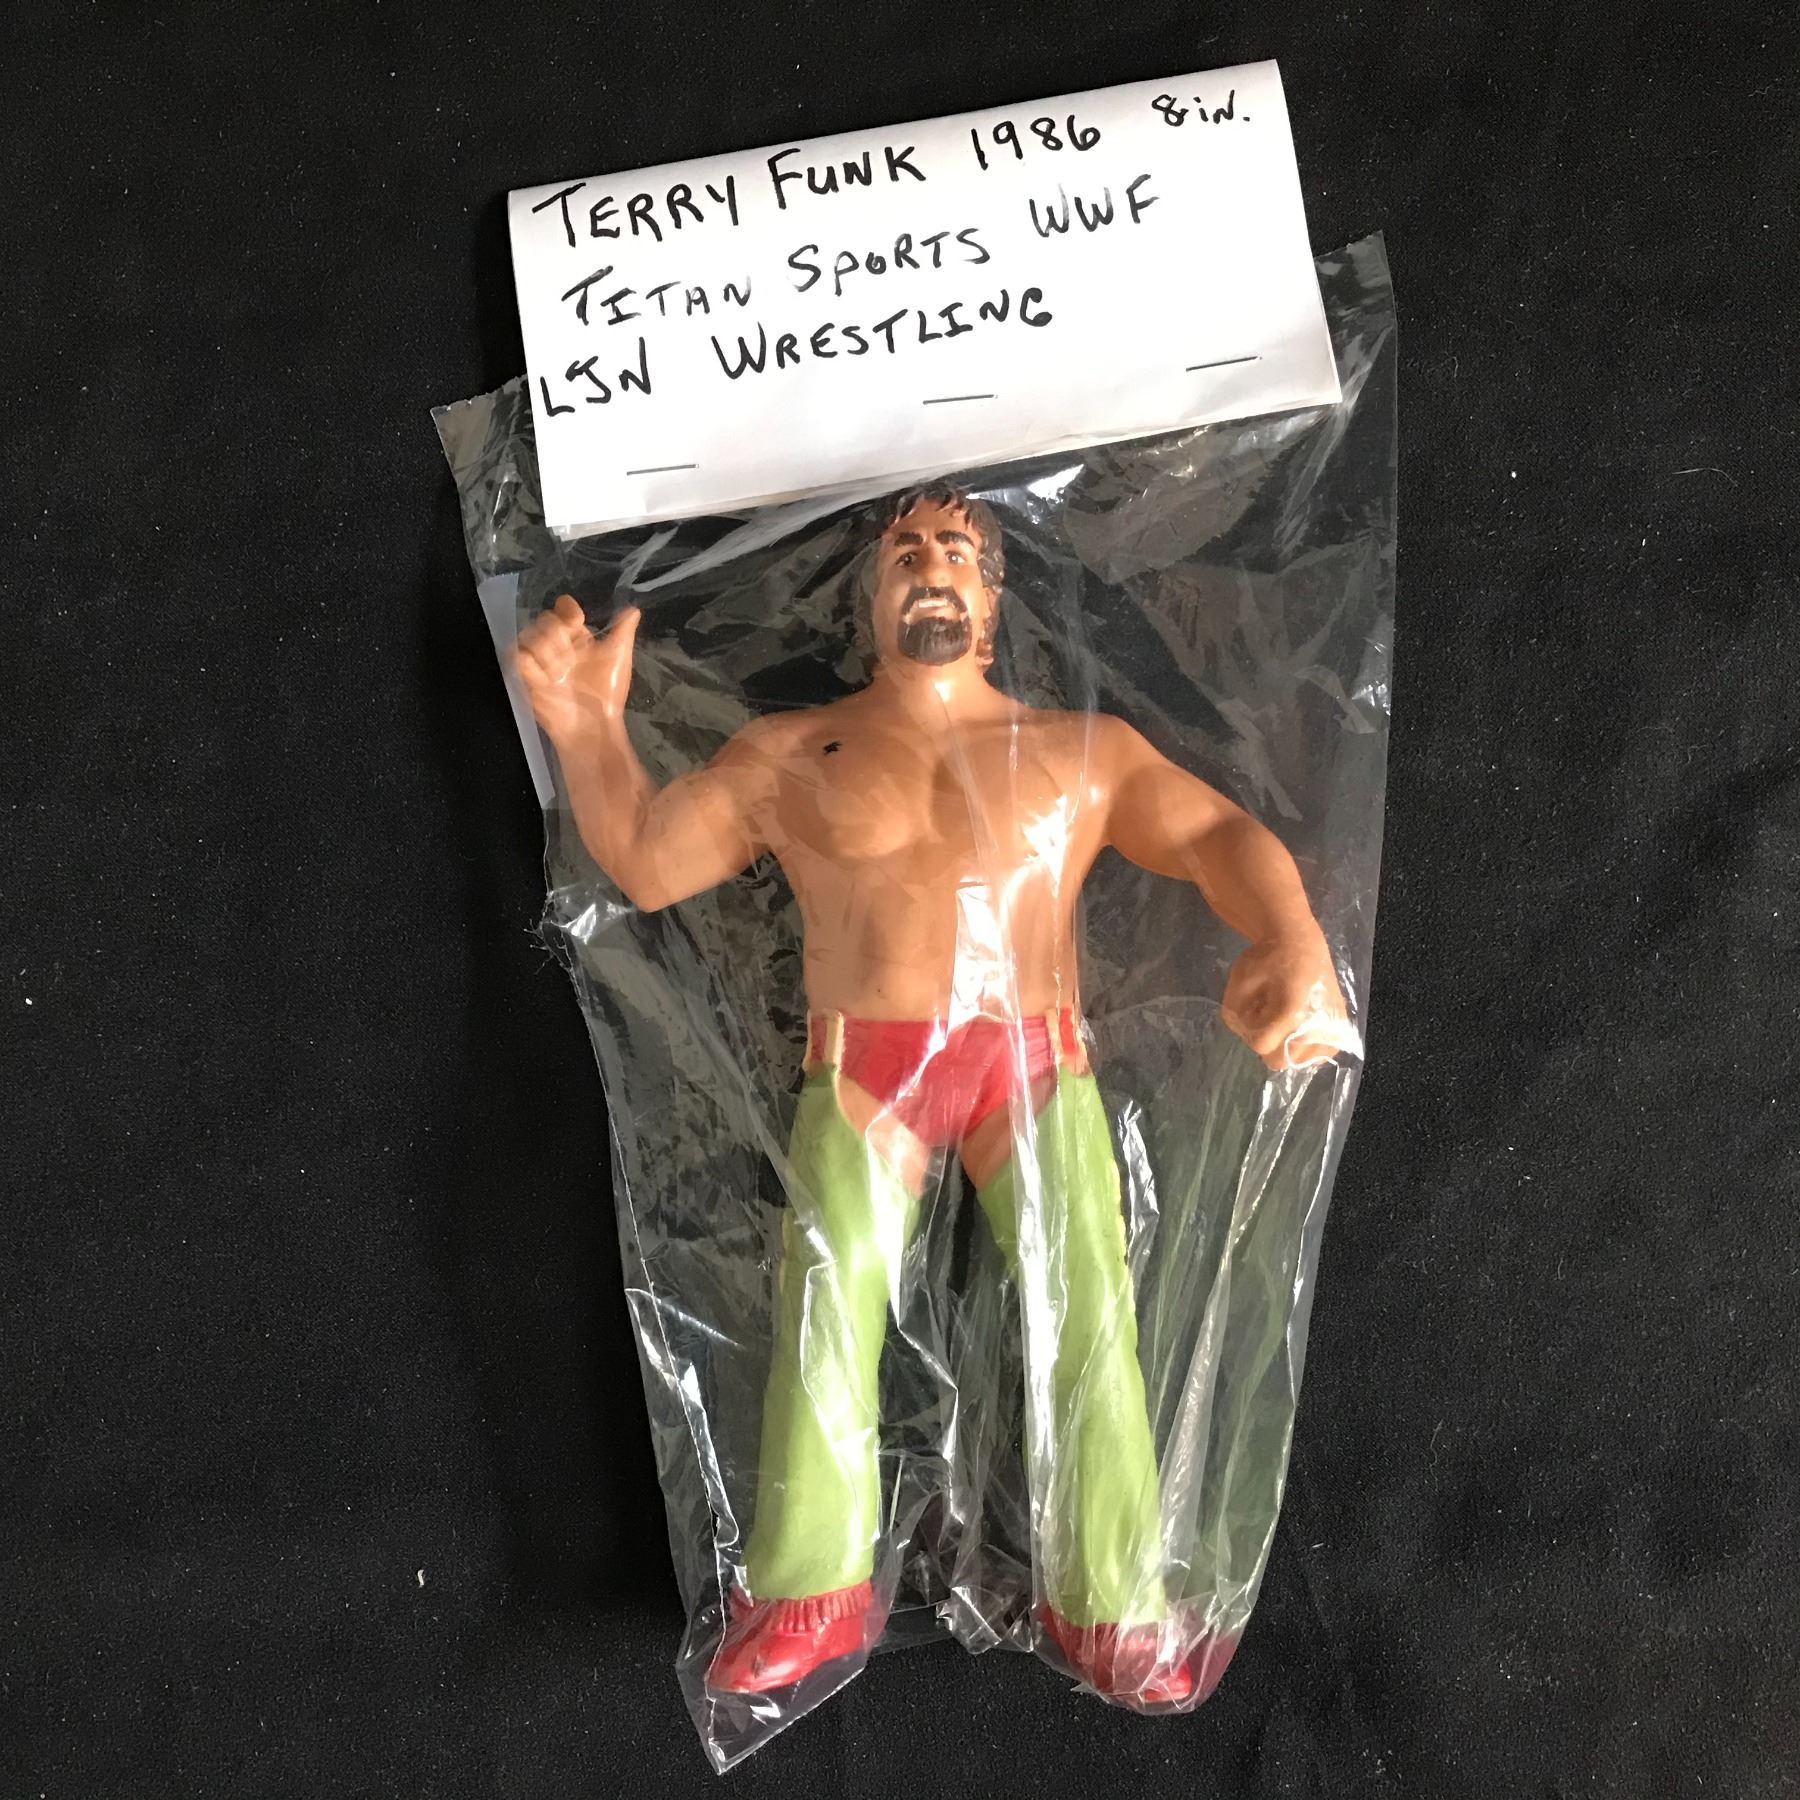 TERRY FUNK 1986 8in.
TITAN SPORTS WWF
LJN WRESTLING